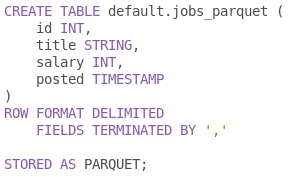 CREATE TABLE default.jobs_parquet (
    id INT,
    title STRING,
    salary INT,
    posted TIMESTAMP
)
ROW FORMAT DELIMITED
    FIELDS TERMINATED BY ','

STORED AS PARQUET;